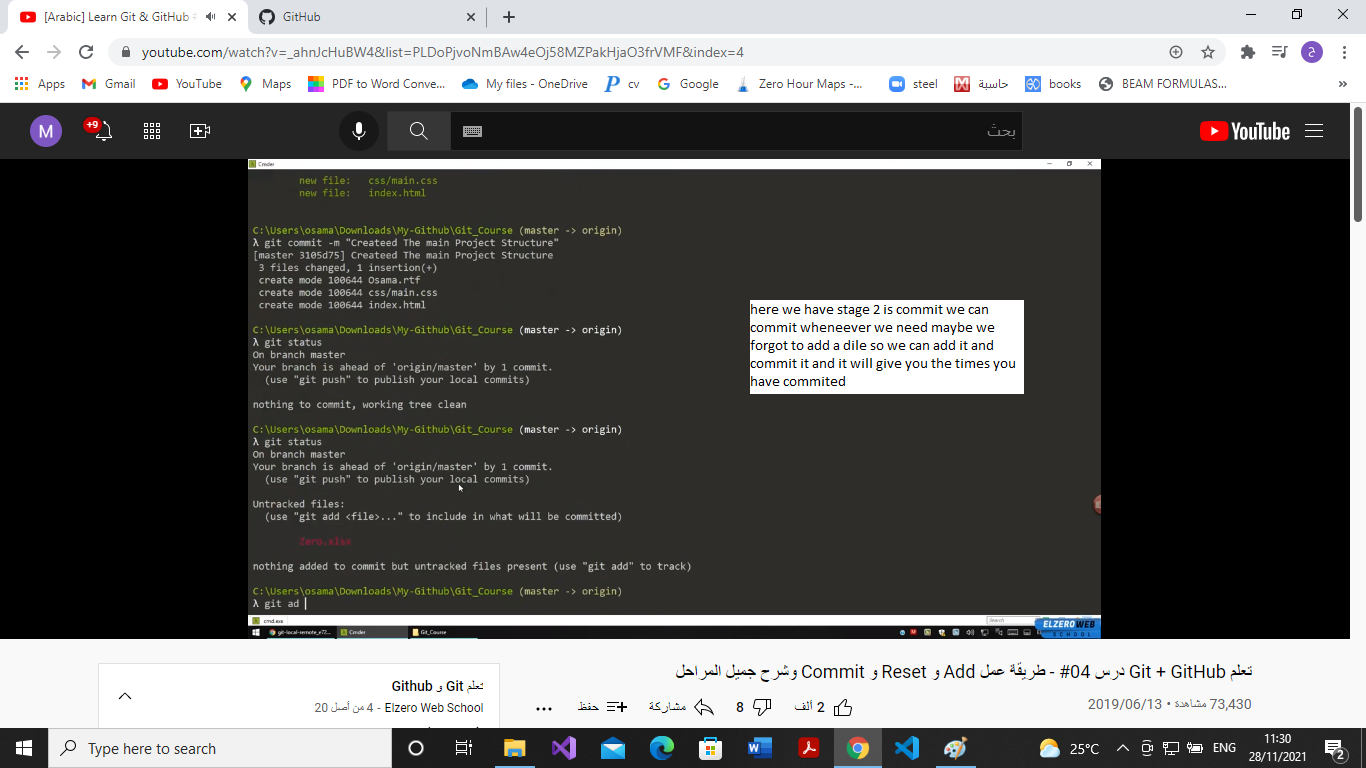 [Arabic] Learn Git & GitHub
GitHub
youtube.com/watch?v=_ahnJcHuBW4&list=PLDoPjvoNmBAw4eOj58MZPakHjaO3frVMF&index=4
خ
Apps
Gmail
YouTube
Maps
PDF to Word Conve...
My files - OneDrive
cv
Google
Zero Hour Maps -...
steel
حاسبة
books
BEAM FORMULAS...
»
M
+9
بحث
YouTube
Cmder
new file: css/main.css
new file: index.html
C:\Users\osama\Downloads\My-Github\Git_Course (master -> origin)
λ git commit -m "Createed The main Project Structure"
[master 3105d75] Createed The main Project Structure
3 files changed, 1 insertion(+)
create mode 100644 Osama.rtf
create mode 100644 css/main.css
create mode 100644 index.html
C:\Users\osama\Downloads\My-Github\Git_Course (master -> origin)
λ git status
On branch master
Your branch is ahead of 'origin/master' by 1 commit.
(use "git push" to publish your local commits)
nothing to commit, working tree clean
C:\Users\osama\Downloads\My-Github\Git_Course (master -> origin)
λ git status
On branch master
Your branch is ahead of 'origin/master' by 1 commit.
(use "git push" to publish your local commits)
Untracked files:
(use "git add <file>..." to include in what will be committed)
Zero.xlsx
nothing added to commit but untracked files present (use "git add" to track)
C:\Users\osama\Downloads\My-Github\Git_Course (master -> origin)
λ git ad
here we have stage 2 is commit we can
commit wheneever we need maybe we
forgot to add a dile so we can add it and
commit it and it will give you the times you
have commited
cmd.exe
Search
git-local-remote_e72...
Cmder
Git_Course
ELZERO WEB
SCHOOL
تعلم Git + GitHub درس 04# - طريقة عمل Add و Reset و Commit وشرح جميل المراحل
73,430 مشاهدة • 2019/06/13
2 ألف
8
مشاركة
حفظ
تعلم Git و Github
Elzero Web School - 4 من أصل 20
Type here to search
25°C
ENG
11:30
28/11/2021
2